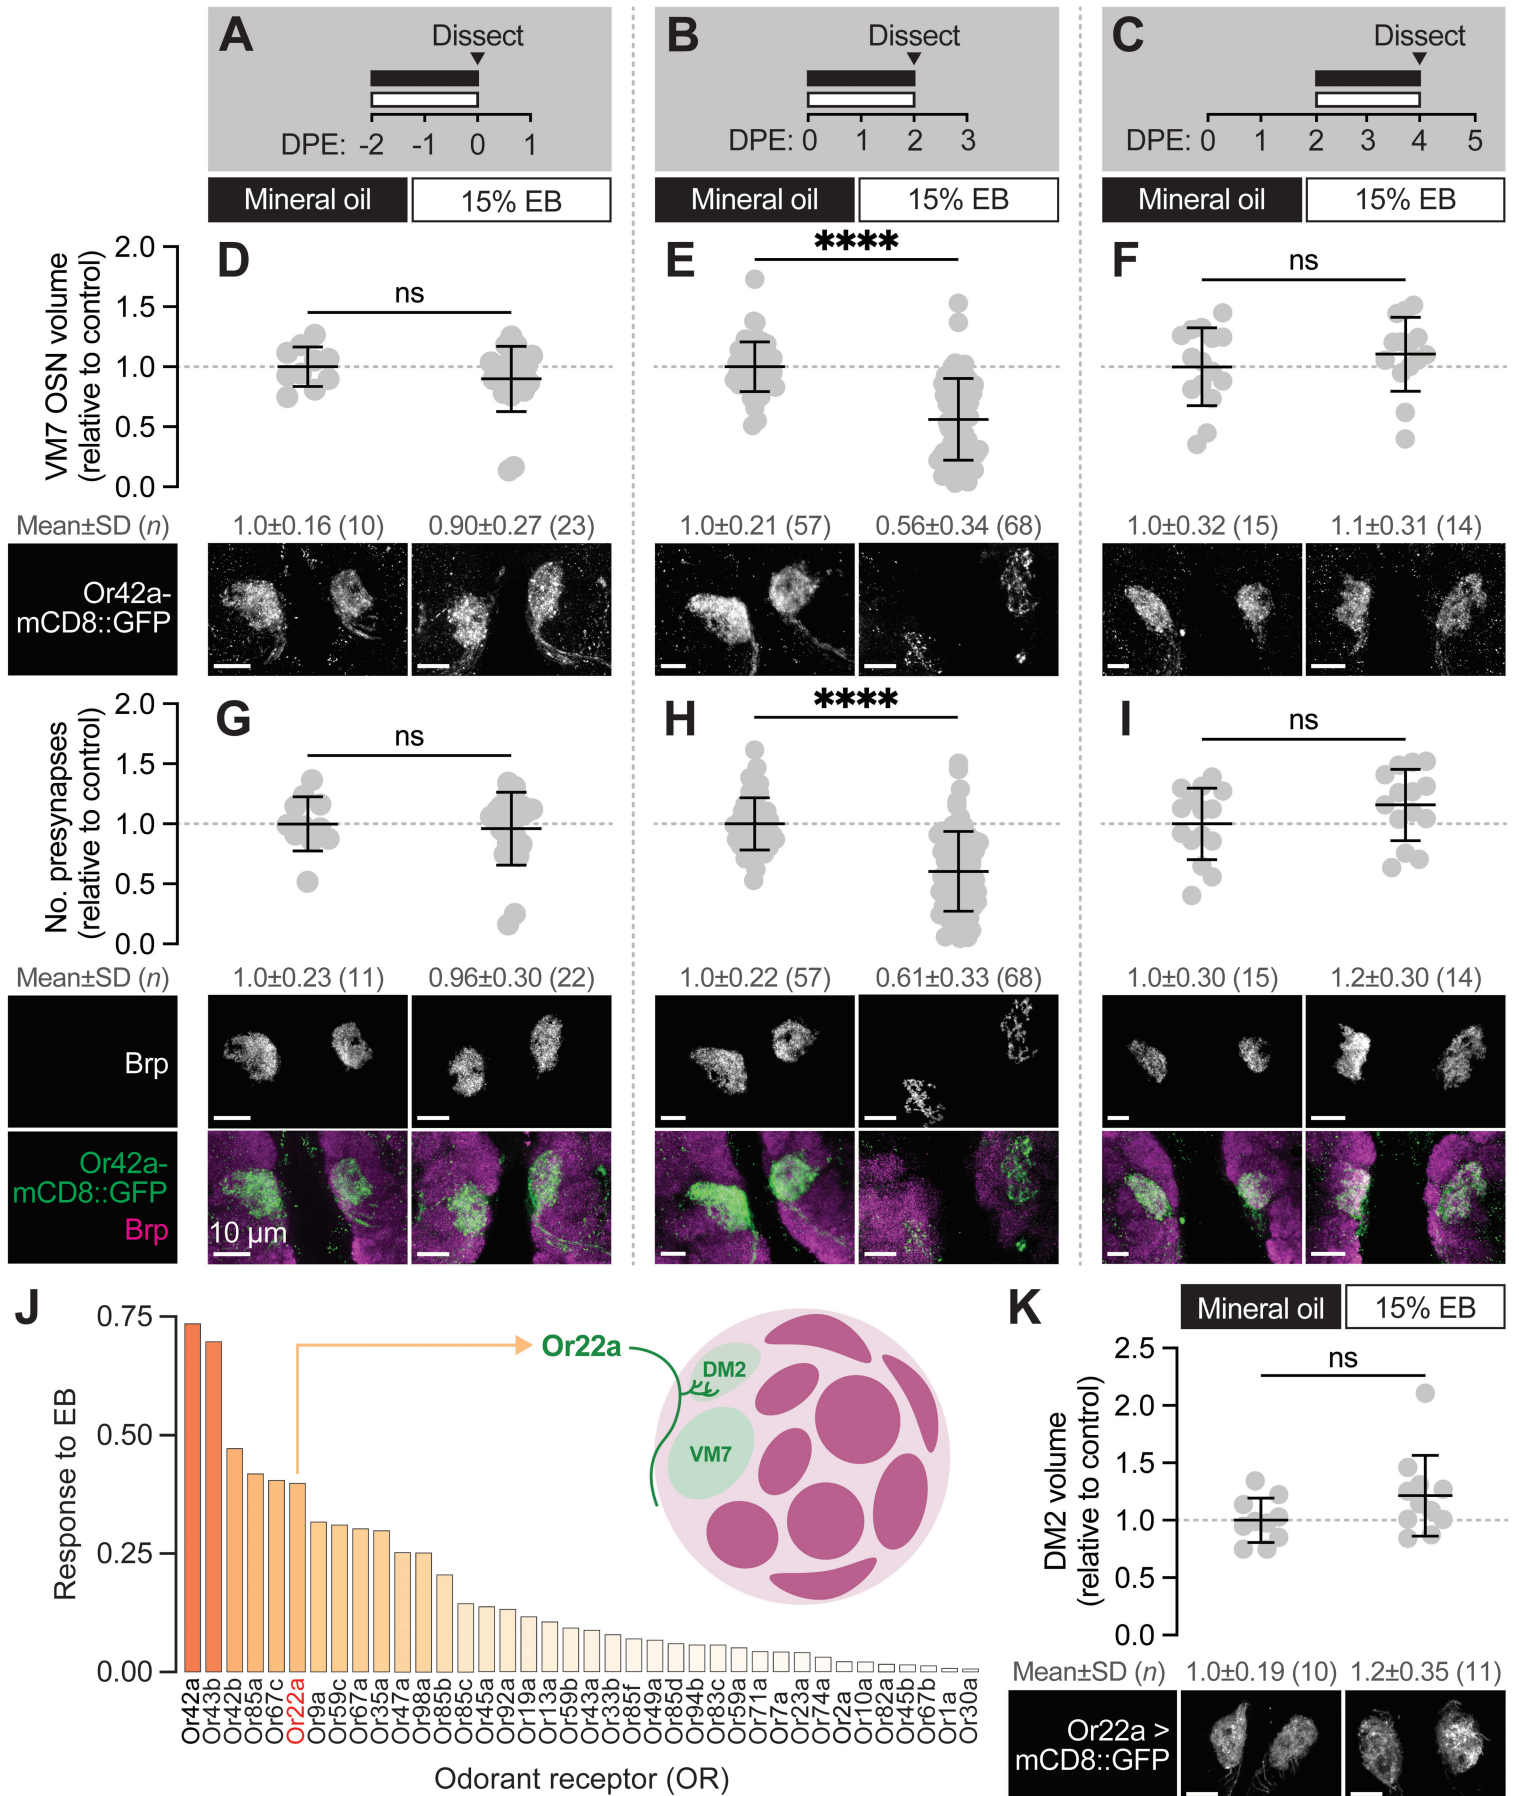 A
Dissect
DPE: -2 -1 0 1
Mineral oil 15% EB
B
Dissect
DPE: 0 1 2 3
Mineral oil 15% EB
C
Dissect
DPE: 0 1 2 3 4 5
Mineral oil 15% EB
VM7 OSN volume
(relative to control)
2.0
1.5
1.0
0.5
0.0
D
ns
E
****
F
ns
Mean±SD (n) 1.0±0.16 (10) 0.90±0.27 (23) 1.0±0.21 (57) 0.56±0.34 (68) 1.0±0.32 (15) 1.1±0.31 (14)
Or42a-
mCD8::GFP
No. presynapses
(relative to control)
2.0
1.5
1.0
0.5
0.0
G
ns
H
****
I
ns
Mean±SD (n) 1.0±0.23 (11) 0.96±0.30 (22) 1.0±0.22 (57) 0.61±0.33 (68) 1.0±0.30 (15) 1.2±0.30 (14)
Brp
Or42a-
mCD8::GFP
Brp
10 µm
J
Response to EB
0.75
0.50
0.25
0.00
Or22a
DM2
VM7
Or42a
Or43b
Or42b
Or85a
Or67c
Or22a
Or9a
Or59c
Or67a
Or35a
Or47a
Or98a
Or85b
Or85c
Or45a
Or92a
Or19a
Or13a
Or59b
Or43a
Or33b
Or85f
Or49a
Or85d
Or94b
Or83c
Or59a
Or71a
Or7a
Or23a
Or74a
Or2a
Or10a
Or82a
Or45b
Or67b
Or1a
Or30a
Odorant receptor (OR)
K
Mineral oil 15% EB
DM2 volume
(relative to control)
2.5
2.0
1.5
1.0
0.5
0.0
ns
Mean±SD (n) 1.0±0.19 (10) 1.2±0.35 (11)
Or22a >
mCD8::GFP